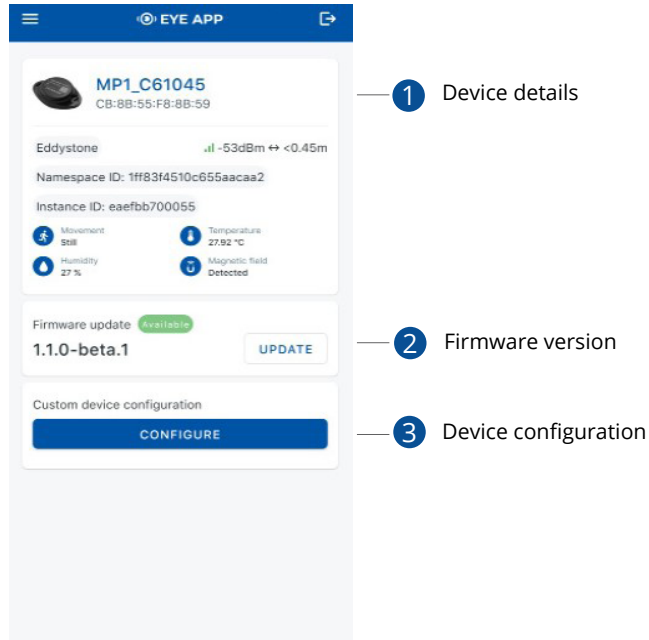 EYE APP
MP1_C61045
CB:8B:55:F8:8B:59
1 Device details
Eddystone -53dBm ↔ <0.45m
Namespace ID: 1ff83f4510c655aacaa2
Instance ID: eaefbb700055
Movement Temperature
Still 27.92 °C
Humidity Magnetic field
27 % Detected
Firmware update Available
1.1.0-beta.1 UPDATE
2 Firmware version
Custom device configuration
CONFIGURE
3 Device configuration